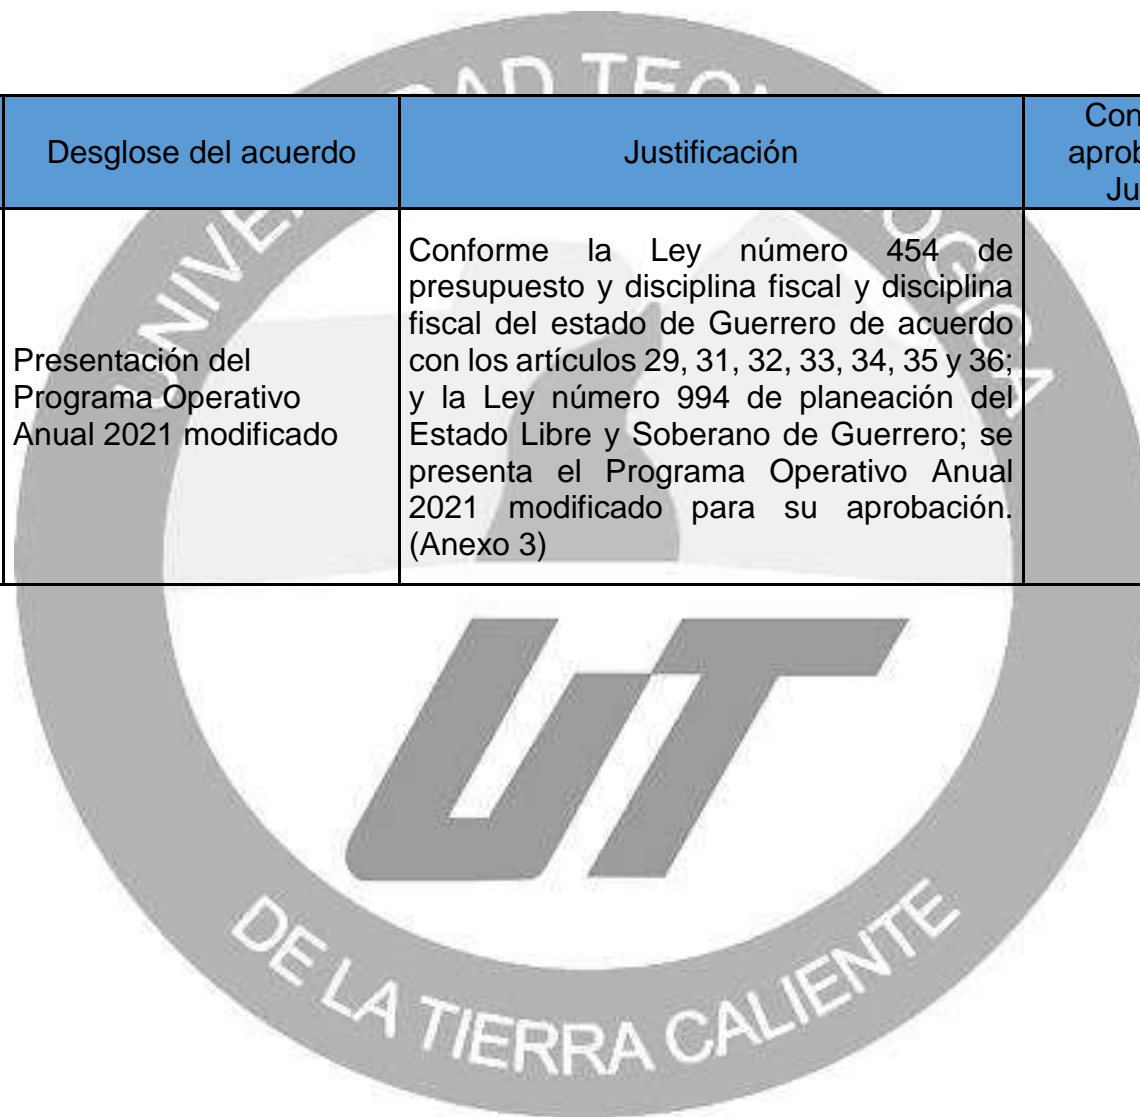 Desglose del acuerdo
Justificación
Presentación del
Programa Operativo
Anual 2021 modificado
Conforme la Ley número 454 de
presupuesto y disciplina fiscal y disciplina
fiscal del estado de Guerrero de acuerdo
con los artículos 29, 31, 32, 33, 34, 35 y 36;
y la Ley número 994 de planeación del
Estado Libre y Soberano de Guerrero; se
presenta el Programa Operativo Anual
2021 modificado para su aprobación.
(Anexo 3)
UT
DE LA TIERRA CALIENTE